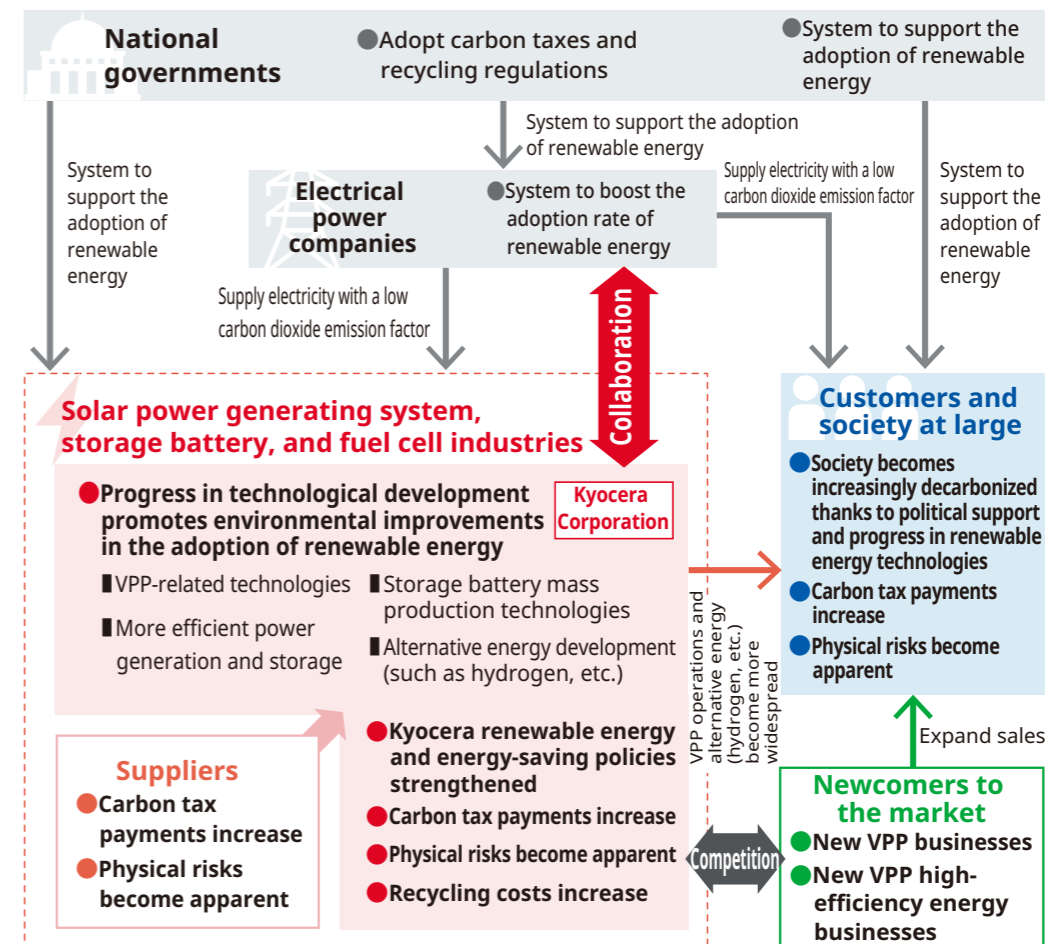 National
governments
●Adopt carbon taxes and
recycling regulations
●System to support the
adoption of renewable
energy
System to
support the
adoption of
renewable
energy
System to support the adoption
of renewable energy
Electrical
power
companies
●System to boost the
adoption rate of
renewable energy
Supply electricity with a low
carbon dioxide emission factor
System to
support the
adoption of
renewable
energy
Supply electricity with a low
carbon dioxide emission factor
Collaboration
Solar power generating system,
storage battery, and fuel cell industries
●Progress in technological development
promotes environmental improvements
in the adoption of renewable energy
Kyocera
Corporation
▮VPP-related technologies
▮More efficient power
generation and storage
▮Storage battery mass
production technologies
▮Alternative energy development
(such as hydrogen, etc.)
Suppliers
●Carbon tax
payments increase
●Physical risks
become apparent
●Kyocera renewable energy
and energy-saving policies
strengthened
●Carbon tax payments increase
●Physical risks become apparent
●Recycling costs increase
VPP operations and
alternative energy
(hydrogen, etc.)
become more
widespread
Customers and
society at large
●Society becomes
increasingly decarbonized
thanks to political support
and progress in renewable
energy technologies
●Carbon tax payments
increase
●Physical risks become
apparent
Expand sales
Competition
Newcomers to
the market
●New VPP businesses
●New VPP high-
efficiency energy
businesses